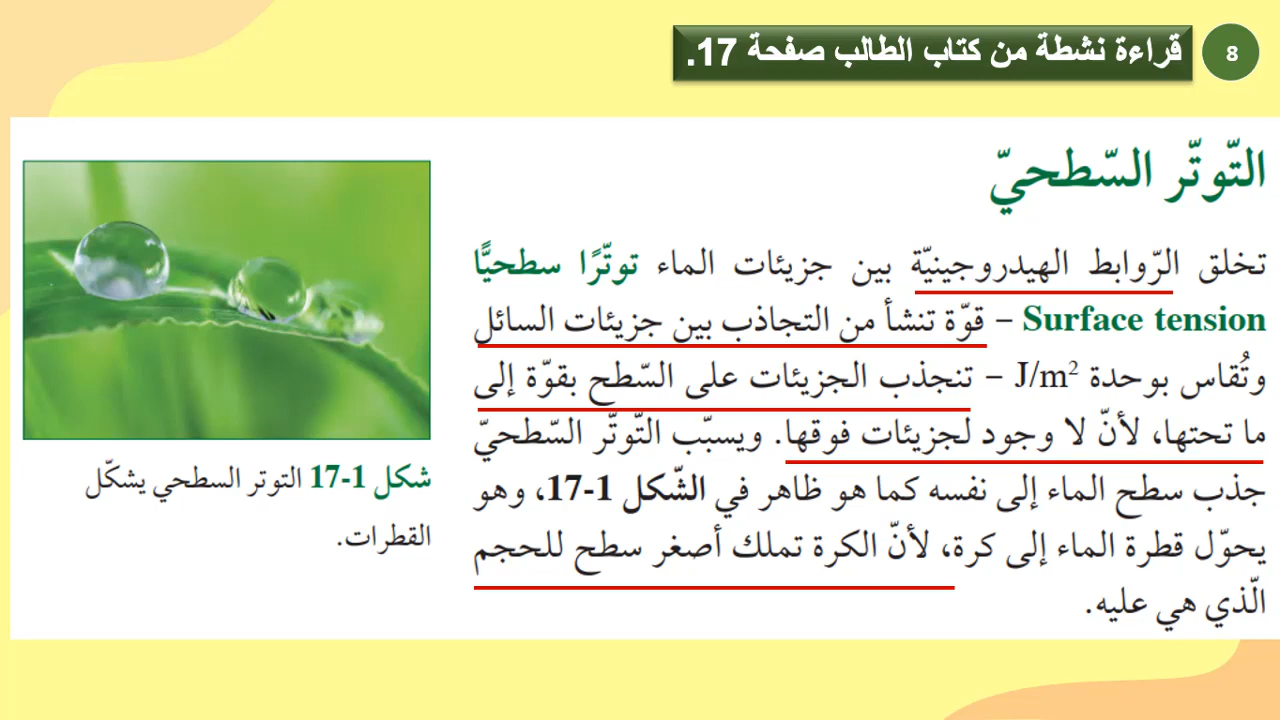 8
قراءة نشطة من كتاب الطالب صفحة 17.
التّوتّر السّطحيّ
تخلق الرّوابط الهيدروجينيّة بين جزيئات الماء توتّرًا سطحيًّا
Surface tension – قوّة تنشأ من التجاذب بين جزيئات السائل
وتُقاس بوحدة J/m² – تنجذب الجزيئات على السّطح بقوّة إلى
ما تحتها، لأنّ لا وجود لجزيئات فوقها. ويسبّب التّوتّر السّطحيّ
جذب سطح الماء إلى نفسه كما هو ظاهر في الشّكل 1-17، وهو
يحوّل قطرة الماء إلى كرة، لأنّ الكرة تملك أصغر سطح للحجم
الّذي هي عليه.
شكل 1-17 التوتر السطحي يشكّل
القطرات.